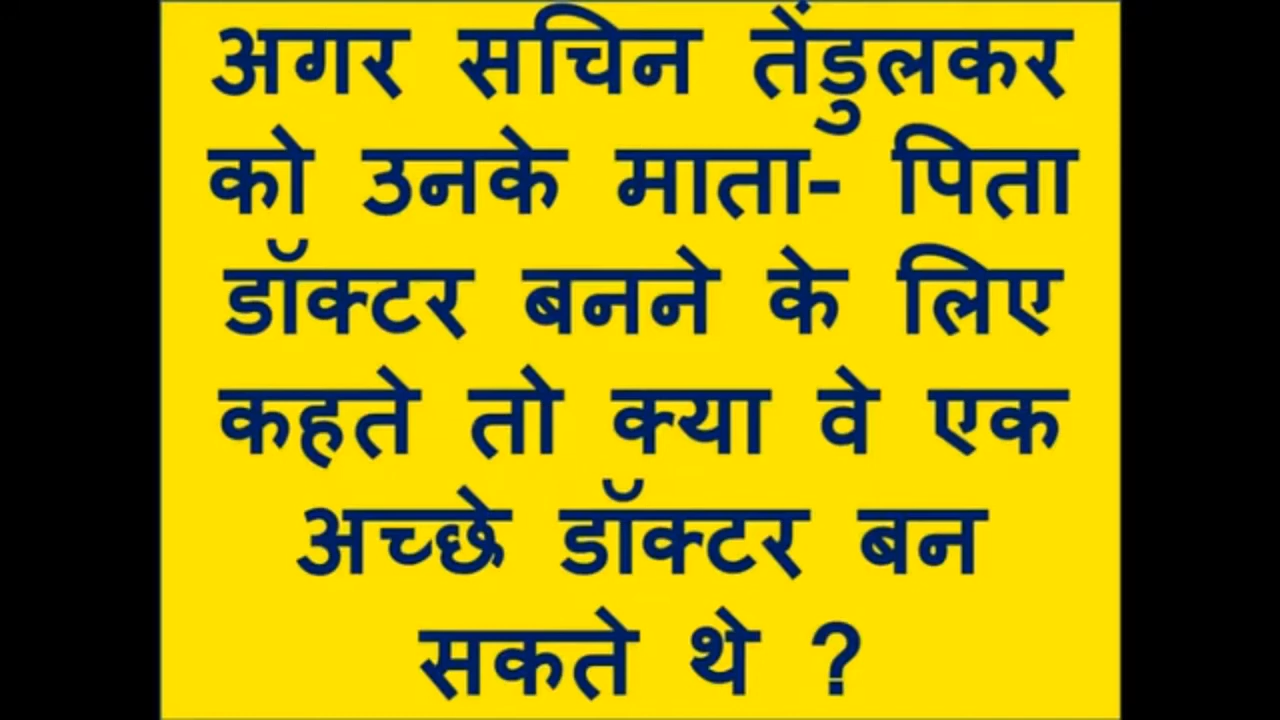 अगर सचिन तेंडुलकर
को उनके माता- पिता
डॉक्टर बनने के लिए
कहते तो क्या वे एक
अच्छे डॉक्टर बन
सकते थे ?